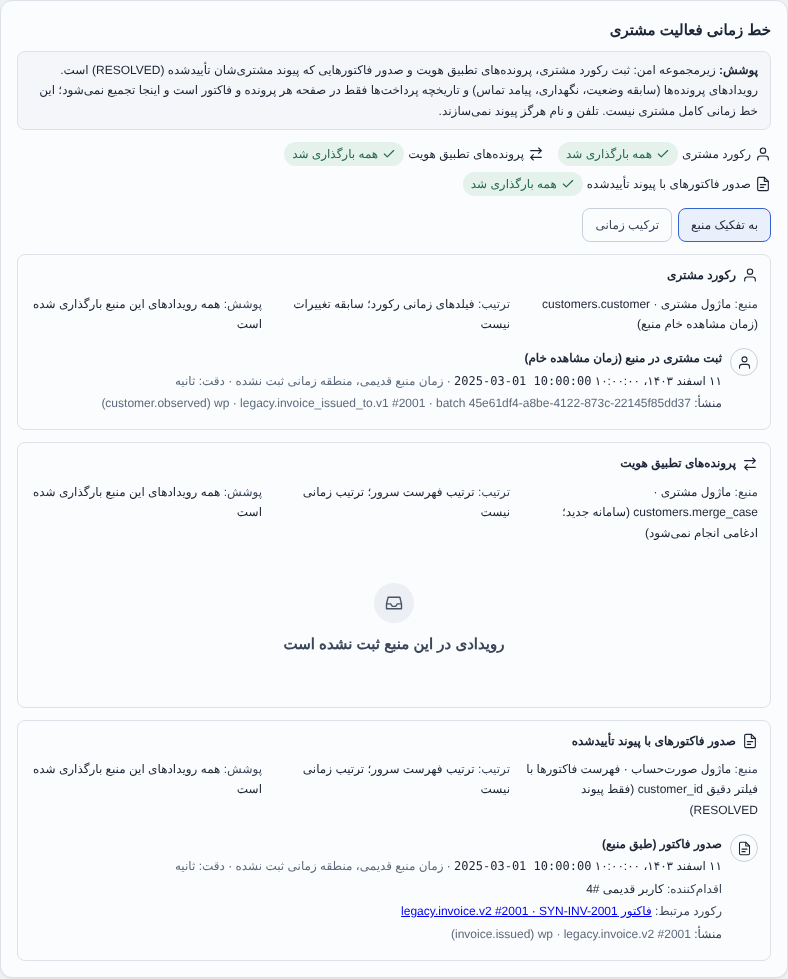 خط زمانی فعالیت مشتری
پوشش: زیرمجموعه امن: ثبت رکورد مشتری، پرونده‌های تطبیق هویت و صدور فاکتورهایی که پیوند مشتری‌شان تأییدشده (RESOLVED) است.
رویدادهای پرونده‌ها (سابقه وضعیت، نگهداری، پیامد تماس) و تاریخچه پرداخت‌ها فقط در صفحه هر پرونده و فاکتور است و اینجا تجمیع نمی‌شود؛ این
خط زمانی کامل مشتری نیست. تلفن و نام هرگز پیوند نمی‌سازند.
رکورد مشتری همه بارگذاری شد پرونده‌های تطبیق هویت همه بارگذاری شد
صدور فاکتورهای با پیوند تأییدشده همه بارگذاری شد
به تفکیک منبع ترکیب زمانی
رکورد مشتری
منبع: ماژول مشتری · customers.customer
(زمان مشاهده خام منبع)
ترتیب: فیلدهای زمانی رکورد؛ سابقه تغییرات
نیست
پوشش: همه رویدادهای این منبع بارگذاری شده
است
ثبت مشتری در منبع (زمان مشاهده خام)
۱۱ اسفند ۱۴۰۳، ۱۰:۰۰:۰۰ 2025-03-01 10:00:00 · زمان منبع قدیمی، منطقه زمانی ثبت نشده · دقت: ثانیه
منشأ: wp · legacy.invoice_issued_to.v1 #2001 · batch 45e61df4-a8be-4122-873c-22145f85dd37 (customer.observed)
پرونده‌های تطبیق هویت
منبع: ماژول مشتری ·
customers.merge_case (سامانه جدید؛
ادغامی انجام نمی‌شود)
ترتیب: ترتیب فهرست سرور؛ ترتیب زمانی
نیست
پوشش: همه رویدادهای این منبع بارگذاری شده
است
رویدادی در این منبع ثبت نشده است
صدور فاکتورهای با پیوند تأییدشده
منبع: ماژول صورت‌حساب · فهرست فاکتورها با
فیلتر دقیق customer_id (فقط پیوند
RESOLVED)
ترتیب: ترتیب فهرست سرور؛ ترتیب زمانی
نیست
پوشش: همه رویدادهای این منبع بارگذاری شده
است
صدور فاکتور (طبق منبع)
۱۱ اسفند ۱۴۰۳، ۱۰:۰۰:۰۰ 2025-03-01 10:00:00 · زمان منبع قدیمی، منطقه زمانی ثبت نشده · دقت: ثانیه
اقدام‌کننده: کاربر قدیمی #4
رکورد مرتبط: فاکتور legacy.invoice.v2 #2001 · SYN-INV-2001
منشأ: wp · legacy.invoice.v2 #2001 (invoice.issued)